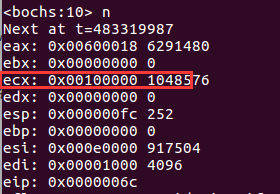 <bochs:10> n
Next at t=483319987
eax: 0x00600018 6291480
ebx: 0x00000000 0
ecx: 0x00100000 1048576
edx: 0x00000000 0
esp: 0x000000fc 252
ebp: 0x00000000 0
esi: 0x000e0000 917504
edi: 0x00001000 4096
eip: 0x0000006c